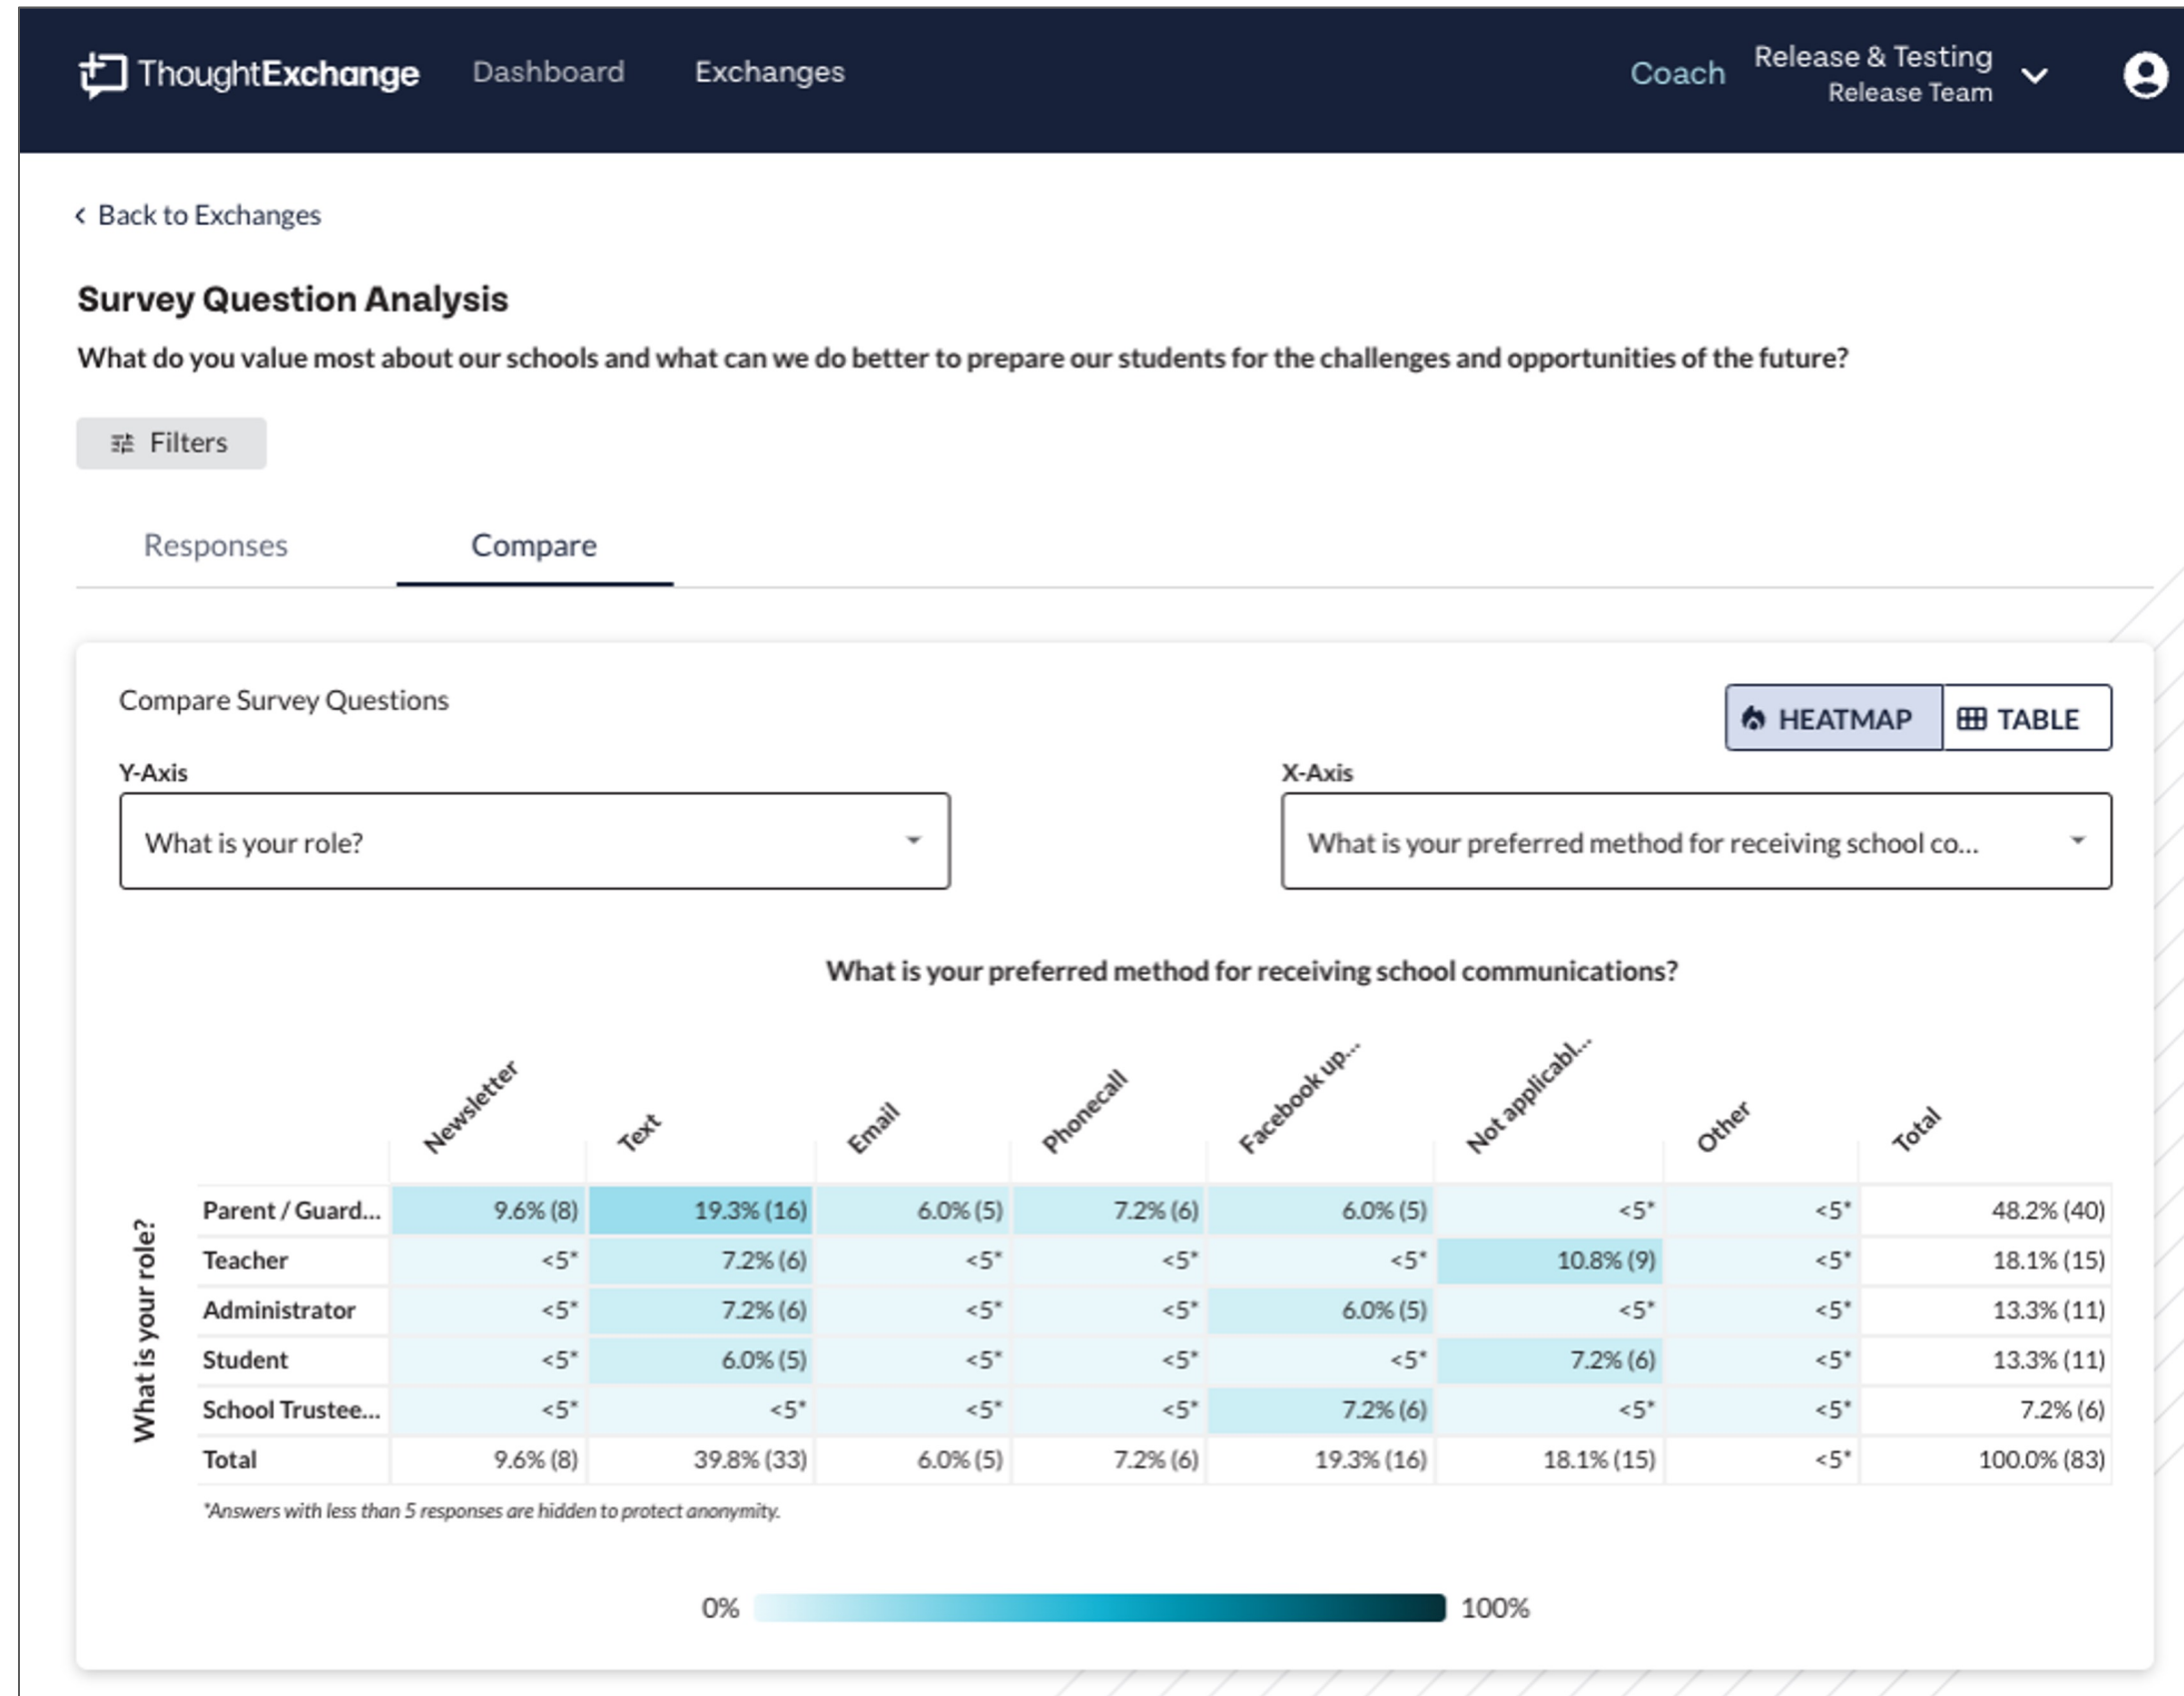 ThoughtExchange Dashboard Exchanges Coach Release & Testing
Release Team
< Back to Exchanges
Survey Question Analysis
What do you value most about our schools and what can we do better to prepare our students for the challenges and opportunities of the future?
Filters
Responses Compare
Compare Survey Questions
HEATMAP TABLE
Y-Axis X-Axis
What is your role? What is your preferred method for receiving school co...
What is your preferred method for receiving school communications?
Newsletter Text Email Phonecall Facebook up... Not applicabl... Other Total
What is your role?
Parent / Guard... 9.6% (8) 19.3% (16) 6.0% (5) 7.2% (6) 6.0% (5) <5* <5* 48.2% (40)
Teacher <5* 7.2% (6) <5* <5* <5* 10.8% (9) <5* 18.1% (15)
Administrator <5* 7.2% (6) <5* <5* 6.0% (5) <5* <5* 13.3% (11)
Student <5* 6.0% (5) <5* <5* <5* 7.2% (6) <5* 13.3% (11)
School Trustee... <5* <5* <5* <5* 7.2% (6) <5* <5* 7.2% (6)
Total 9.6% (8) 39.8% (33) 6.0% (5) 7.2% (6) 19.3% (16) 18.1% (15) <5* 100.0% (83)
*Answers with less than 5 responses are hidden to protect anonymity.
0% 100%